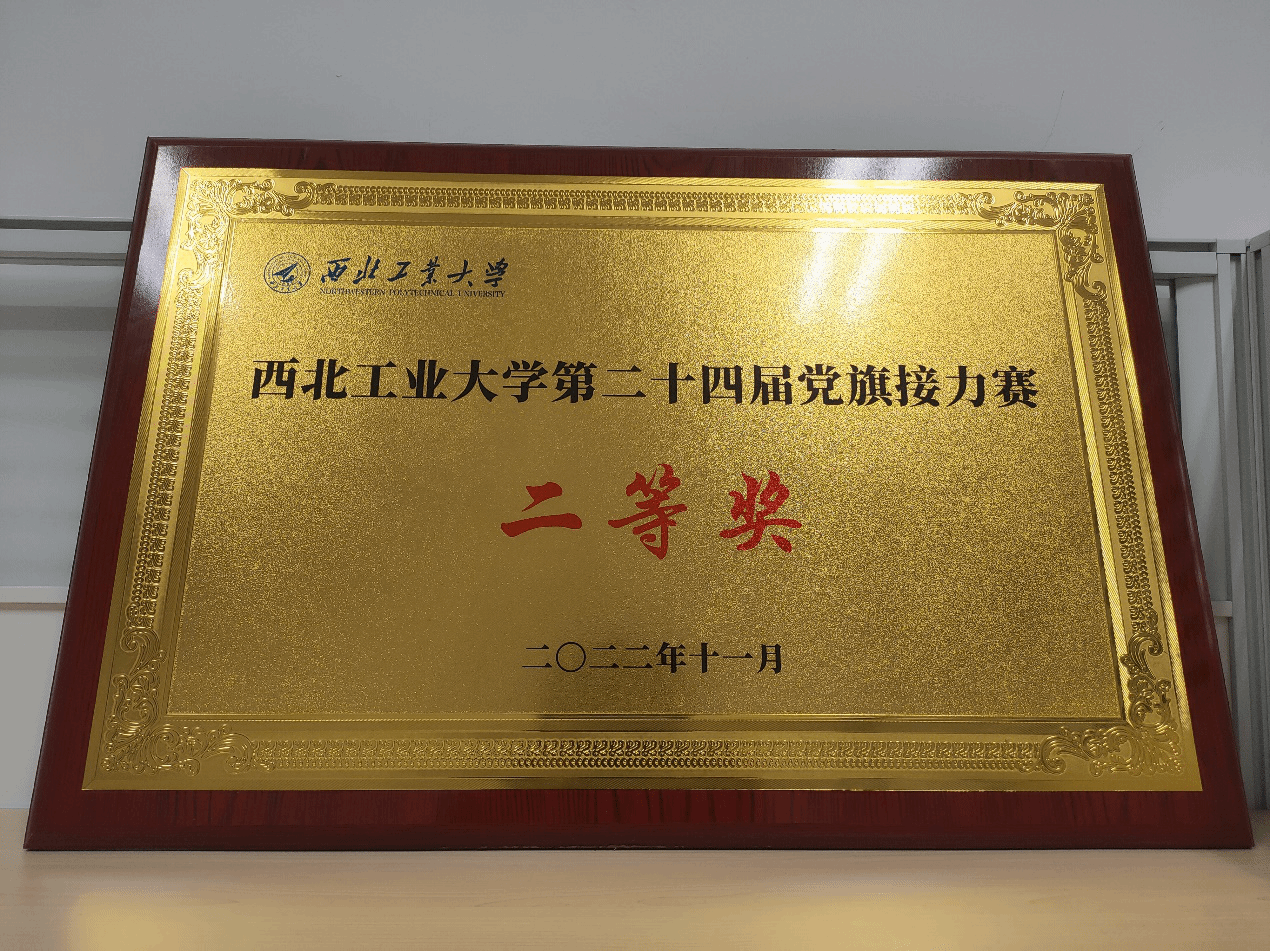 西北工业大学
NORTHWESTERN POLYTECHNICAL UNIVERSITY
西北工业大学第二十四届党旗接力赛
二等奖
二〇二二年十一月